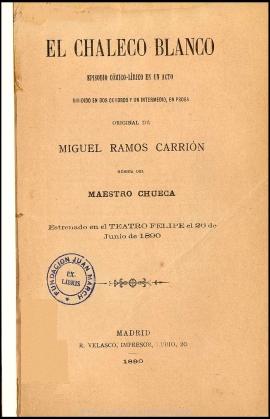 EL CHALECO BLANCO
EPISODIO CÓMICO-LÍRICO EN UN ACTO
DIVIDIDO EN DOS CUADROS Y UN INTERMEDIO, EN PROSA
ORIGINAL DE
MIGUEL RAMOS CARRIÓN
MÚSICA DEL
MAESTRO CHUECA
Estrenado en el TEATRO FELIPE el 26 de
Junio de 1890
FUNDACION JUAN MARCH
EX-
LIBRIS
MADRID
R. VELASCO, IMPRESOR, RUBIO, 20
1890